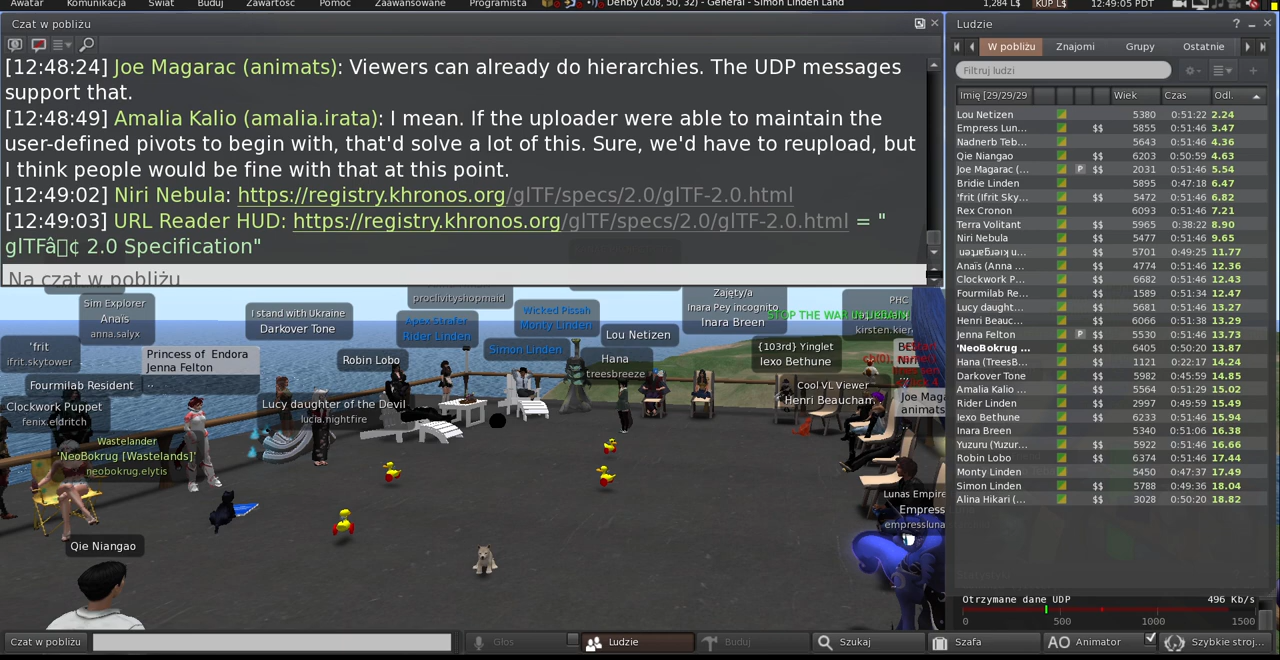 Awatar Komunikacja Świat Buduj Zawartość Pomoc Zaawansowane Programista Denby (208, 50, 32) - General - Simon Linden Land 1,284 L$ KUP L$ 12:49:05 PDT
Czat w pobliżu
[12:48:24] Joe Magarac (animats): Viewers can already do hierarchies. The UDP messages
support that.
[12:48:49] Amalia Kalio (amalia.irata): I mean. If the uploader were able to maintain the
user-defined pivots to begin with, that'd solve a lot of this. Sure, we'd have to reupload, but
I think people would be fine with that at this point.
[12:49:02] Niri Nebula: https://registry.khronos.org/glTF/specs/2.0/glTF-2.0.html
[12:49:03] URL Reader HUD: https://registry.khronos.org/glTF/specs/2.0/glTF-2.0.html = "
glTFâ¢ 2.0 Specification"
Na czat w pobliżu
Sim Explorer
Anaïs
anna.salyx
I stand with Ukraine
Darkover Tone
proclivityshopmaid
Apex Strafer
Rider Linden
Wicked Pissah
Monty Linden
Simon Linden
Lou Netizen
Zajęty/a
Inara Pey incognito
Inara Breen
STOP THE WAR
PHC
kirsten.kier
'frit
ifrit.skytower
Princess of Endora
Jenna Felton
Robin Lobo
Hana
treesbreeze
{103} Yinglet
Iexo Bethune
Fourmilab Resident
Clockwork Puppet
fenix.eldritch
Lucy daughter of the Devil
lucia.nightfire
Cool VL Viewer
Henri Beaucham
Joe Maga
animats
Wastelander
'NeoBokrug [Wastelands]'
neobokrug.elytis
Lunas Empire
Empress
empressluna
Qie Niangao
Czat w pobliżu Głos Ludzie Buduj Szukaj Szafa AO Animator Szybkie stroj...
Ludzie
W pobliżu Znajomi Grupy Ostatnie
Filtruj ludzi
Imię [29/29/29 Wiek Czas Odl.
Lou Netizen 5380 0:51:22 2.24
Empress Lun... $$ 5855 0:51:46 3.47
Nadnerb Teb... 5643 0:51:46 4.36
Qie Niangao $$ 6203 0:50:59 4.63
Joe Magarac (... P $$ 2031 0:51:46 5.54
Bridie Linden 5895 0:47:18 6.47
'frit (Ifrit Sky... $$ 5472 0:51:46 6.82
Rex Cronon 6093 0:51:46 7.21
Terra Volitant $$ 5965 0:38:22 8.90
Niri Nebula $$ 5477 0:51:46 9.65
5701 0:49:25 11.77
Anaïs (Anna ... $$ 4774 0:51:46 12.36
Clockwork P... $$ 6682 0:51:46 12.43
Fourmilab Re... $$ 1589 0:51:34 12.47
Lucy daught... $$ 5681 0:51:46 13.27
Henri Beauc... $$ 6066 0:51:38 13.29
Jenna Felton P $$ 5530 0:51:46 13.73
'NeoBokrug ... $$ 6405 0:50:20 13.87
Hana (TreesB... $$ 1121 0:22:17 14.24
Darkover Tone $$ 5982 0:45:59 14.85
Amalia Kalio ... $$ 5564 0:51:29 15.02
Rider Linden $$ 2997 0:49:59 15.49
Iexo Bethune $$ 6233 0:51:46 15.94
Inara Breen 5340 0:51:06 16.38
Yuzuru (Yuzur... $$ 5922 0:51:46 16.66
Robin Lobo $$ 6374 0:51:46 17.44
Monty Linden 5450 0:47:37 17.49
Simon Linden $$ 5788 0:49:36 18.04
Alina Hikari (... $$ 3028 0:50:20 18.82
Otrzymane dane UDP 496 Kb/s
0 500 1000 1500